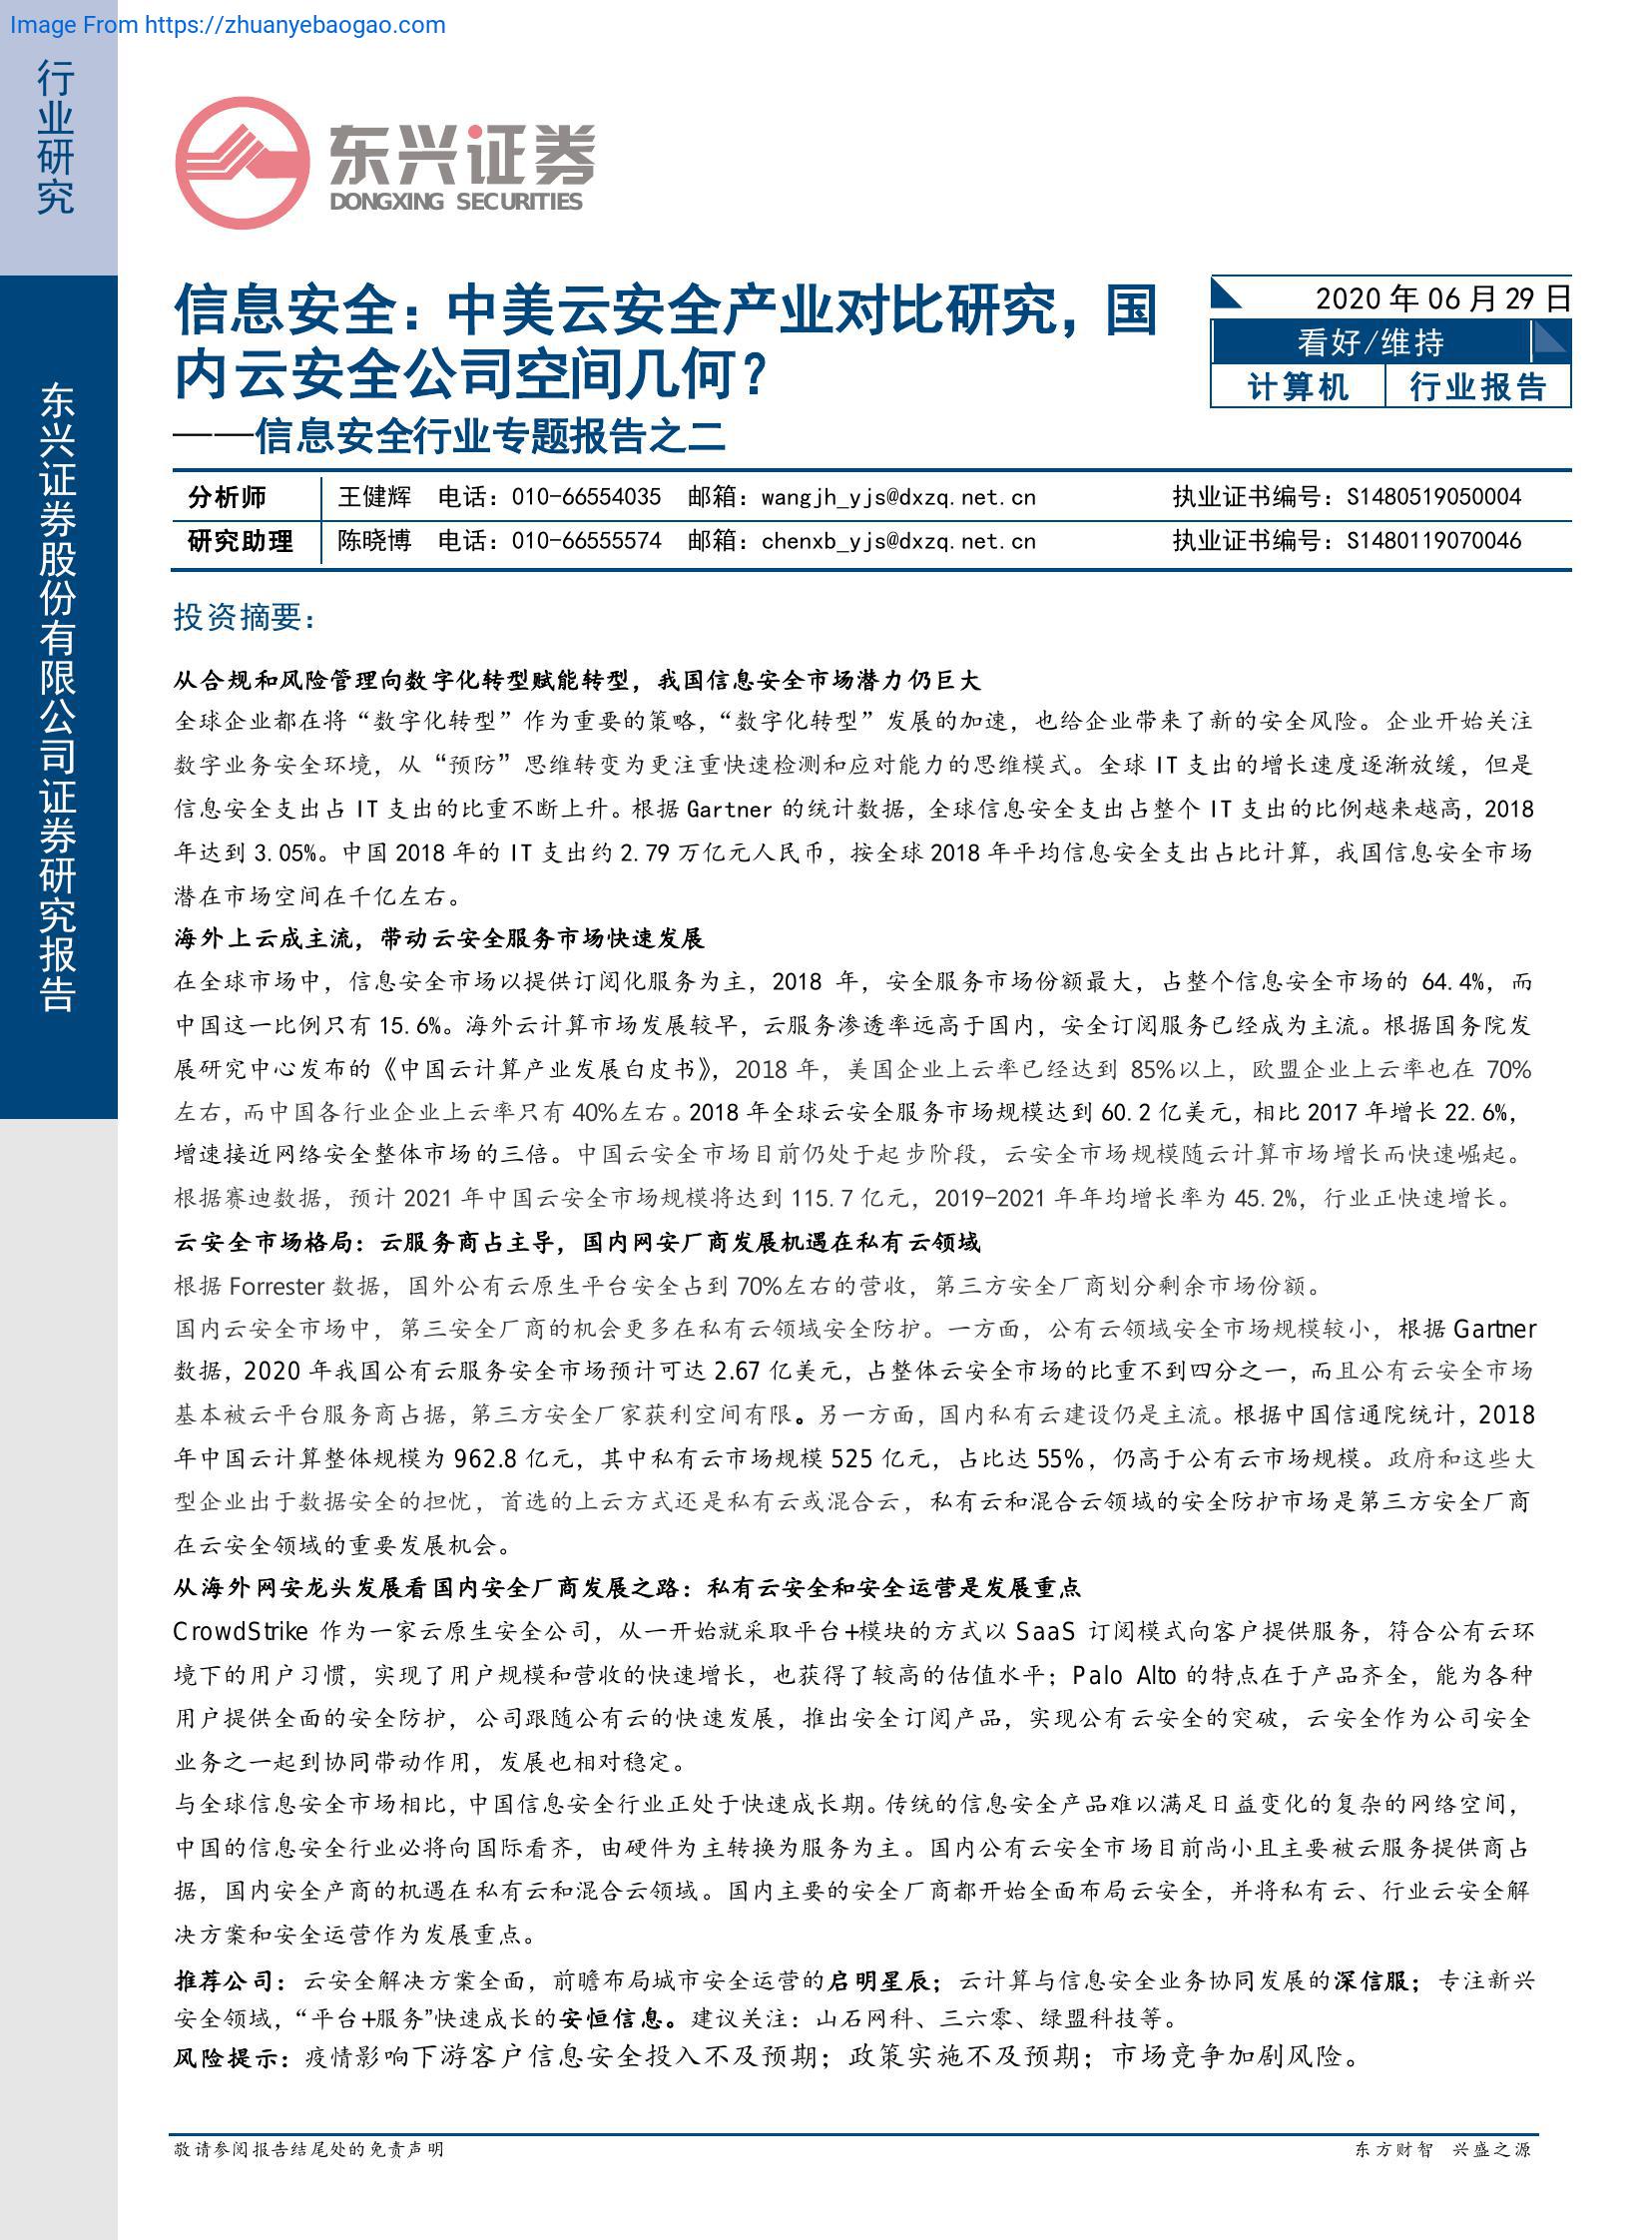 Image From https://zhuanyebaogao.com
行业研究
东兴证券股份有限公司证券研究报告
东兴证券
DONGXING SECURITIES
信息安全：中美云安全产业对比研究，国
内云安全公司空间几何？
——信息安全行业专题报告之二
2020 年 06 月 29 日
看好/维持
计算机 行业报告
分析师 王健辉 电话：010-66554035 邮箱：wangjh_yjs@dxzq.net.cn 执业证书编号：S1480519050004
研究助理 陈晓博 电话：010-66555574 邮箱：chenxb_yjs@dxzq.net.cn 执业证书编号：S1480119070046
投资摘要：
从合规和风险管理向数字化转型赋能转型，我国信息安全市场潜力仍巨大
全球企业都在将“数字化转型”作为重要的策略，“数字化转型”发展的加速，也给企业带来了新的安全风险。企业开始关注
数字业务安全环境，从“预防”思维转变为更注重快速检测和应对能力的思维模式。全球 IT 支出的增长速度逐渐放缓，但是
信息安全支出占 IT 支出的比重不断上升。根据 Gartner 的统计数据，全球信息安全支出占整个 IT 支出的比例越来越高，2018
年达到 3.05%。中国 2018 年的 IT 支出约 2.79 万亿元人民币，按全球 2018 年平均信息安全支出占比计算，我国信息安全市场
潜在市场空间在千亿左右。
海外上云成主流，带动云安全服务市场快速发展
在全球市场中，信息安全市场以提供订阅化服务为主，2018 年，安全服务市场份额最大，占整个信息安全市场的 64.4%，而
中国这一比例只有 15.6%。海外云计算市场发展较早，云服务渗透率远高于国内，安全订阅服务已经成为主流。根据国务院发
展研究中心发布的《中国云计算产业发展白皮书》，2018 年，美国企业上云率已经达到 85%以上，欧盟企业上云率也在 70%
左右，而中国各行业企业上云率只有 40%左右。2018 年全球云安全服务市场规模达到 60.2 亿美元，相比 2017 年增长 22.6%，
增速接近网络安全整体市场的三倍。中国云安全市场目前仍处于起步阶段，云安全市场规模随云计算市场增长而快速崛起。
根据赛迪数据，预计 2021 年中国云安全市场规模将达到 115.7 亿元，2019-2021 年年均增长率为 45.2%，行业正快速增长。
云安全市场格局：云服务商占主导，国内网安厂商发展机遇在私有云领域
根据 Forrester 数据，国外公有云原生平台安全占到 70%左右的营收，第三方安全厂商划分剩余市场份额。
国内云安全市场中，第三安全厂商的机会更多在私有云领域安全防护。一方面，公有云领域安全市场规模较小，根据 Gartner
数据，2020 年我国公有云服务安全市场预计可达 2.67 亿美元，占整体云安全市场的比重不到四分之一，而且公有云安全市场
基本被云平台服务商占据，第三方安全厂家获利空间有限。另一方面，国内私有云建设仍是主流。根据中国信通院统计，2018
年中国云计算整体规模为 962.8 亿元，其中私有云市场规模 525 亿元，占比达 55%，仍高于公有云市场规模。政府和这些大
型企业出于数据安全的担忧，首选的上云方式还是私有云或混合云，私有云和混合云领域的安全防护市场是第三方安全厂商
在云安全领域的重要发展机会。
从海外网安龙头发展看国内安全厂商发展之路：私有云安全和安全运营是发展重点
CrowdStrike 作为一家云原生安全公司，从一开始就采取平台+模块的方式以 SaaS 订阅模式向客户提供服务，符合公有云环
境下的用户习惯，实现了用户规模和营收的快速增长，也获得了较高的估值水平；Palo Alto 的特点在于产品齐全，能为各种
用户提供全面的安全防护，公司跟随公有云的快速发展，推出安全订阅产品，实现公有云安全的突破，云安全作为公司安全
业务之一起到协同带动作用，发展也相对稳定。
与全球信息安全市场相比，中国信息安全行业正处于快速成长期。传统的信息安全产品难以满足日益变化的复杂的网络空间，
中国的信息安全行业必将向国际看齐，由硬件为主转换为服务为主。国内公有云安全市场目前尚小且主要被云服务提供商占
据，国内安全产商的机遇在私有云和混合云领域。国内主要的安全厂商都开始全面布局云安全，并将私有云、行业云安全解
决方案和安全运营作为发展重点。
推荐公司：云安全解决方案全面，前瞻布局城市安全运营的启明星辰；云计算与信息安全业务协同发展的深信服；专注新兴
安全领域，“平台+服务”快速成长的安恒信息。建议关注：山石网科、三六零、绿盟科技等。
风险提示：疫情影响下游客户信息安全投入不及预期；政策实施不及预期；市场竞争加剧风险。
敬请参阅报告结尾处的免责声明
东方财智 兴盛之源